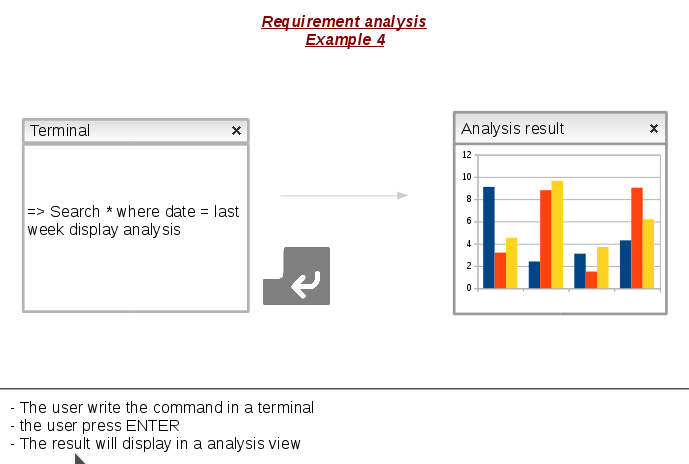 Requirement analysis
Example 4
Terminal
=> Search * where date = last
week display analysis
Analysis result
12
10
8
6
4
2
0
- The user write the command in a terminal
- the user press ENTER
- The result will display in a analysis view